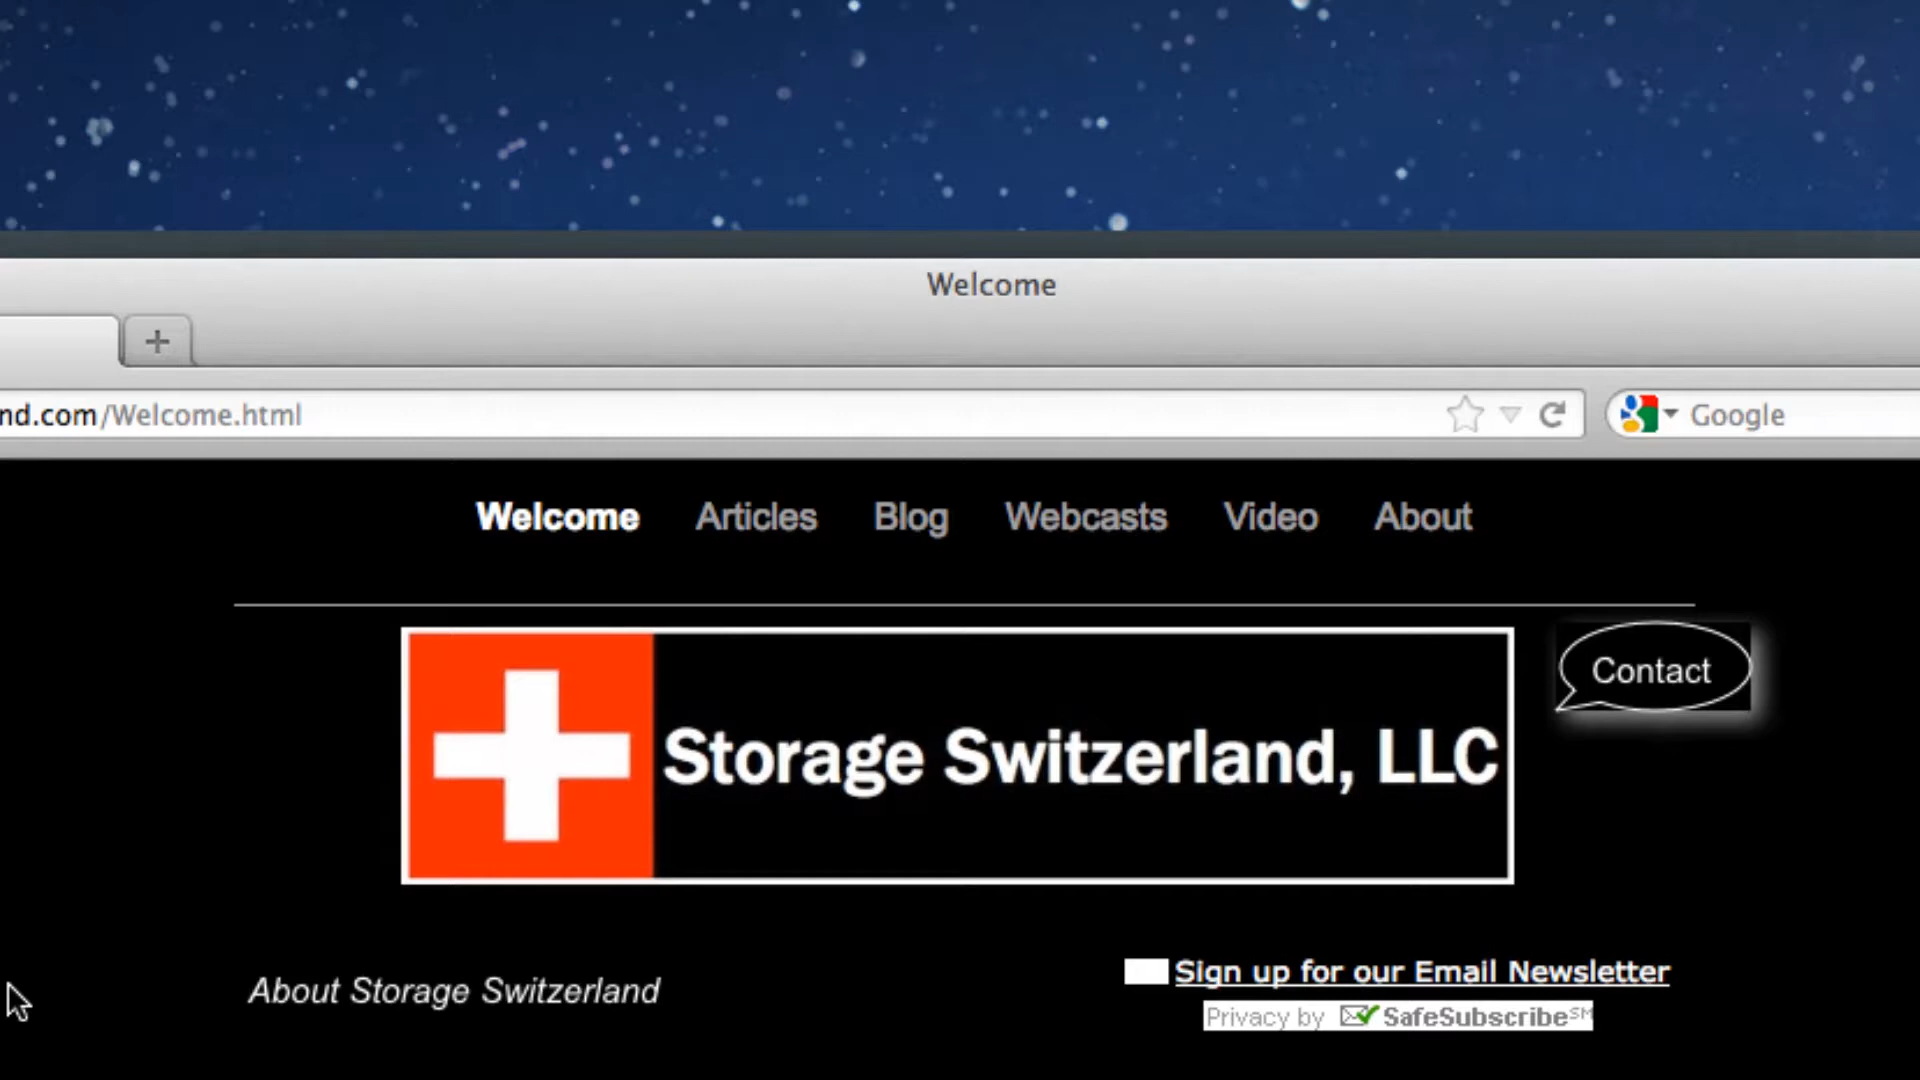 Welcome
nd.com/Welcome.html
Google
Welcome Articles Blog Webcasts Video About
Contact
Storage Switzerland, LLC
Sign up for our Email Newsletter
About Storage Switzerland
Privacy by SafeSubscribe℠